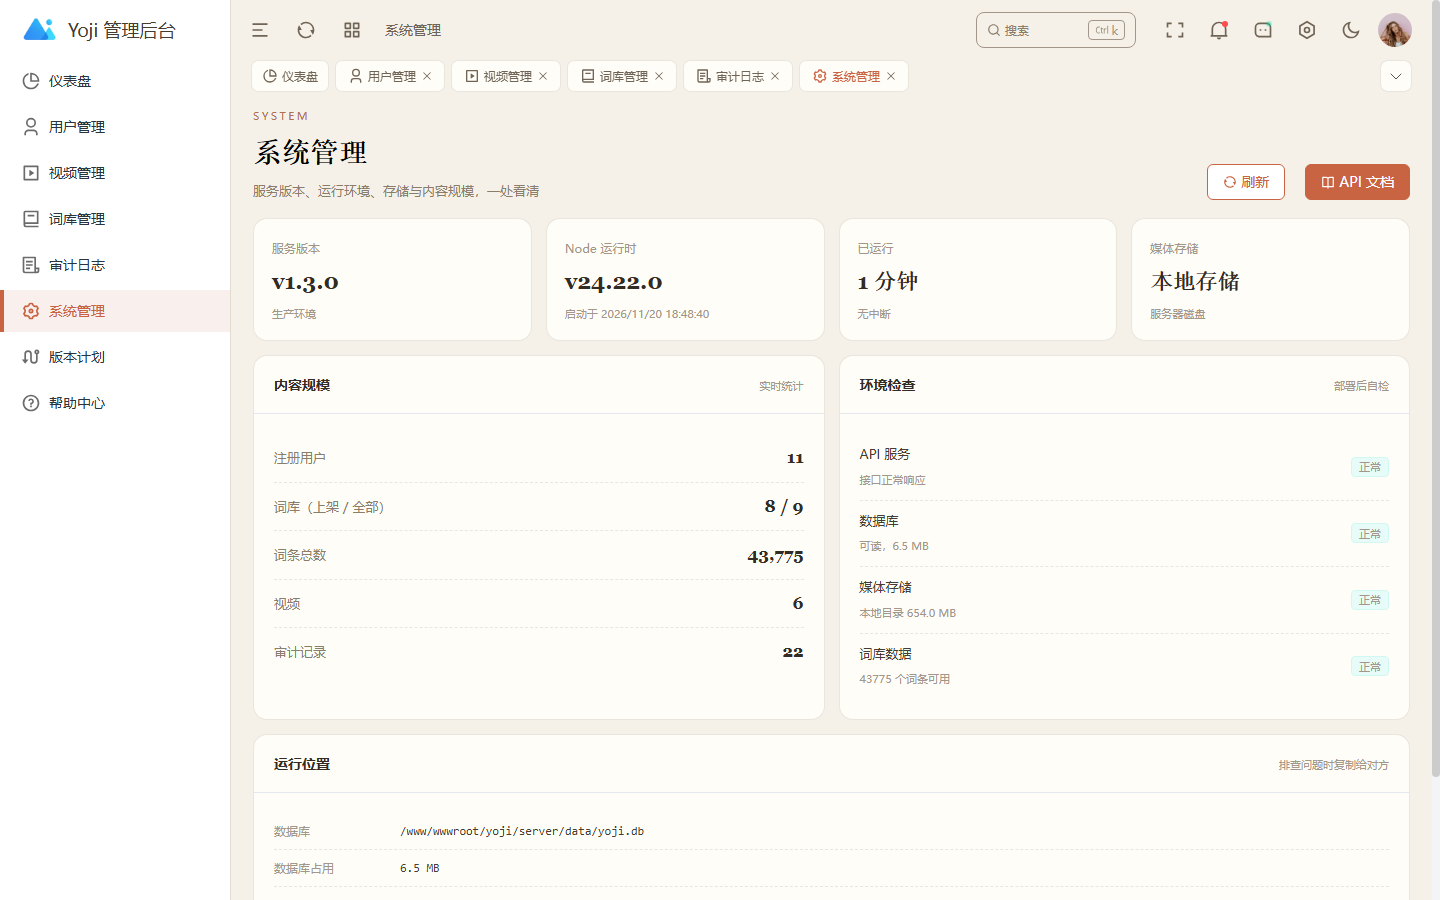 Yoji 管理后台
仪表盘
用户管理
视频管理
词库管理
审计日志
系统管理
版本计划
帮助中心
系统管理
搜索
Ctrl k
仪表盘
用户管理
视频管理
词库管理
审计日志
系统管理
SYSTEM
系统管理
服务版本、运行环境、存储与内容规模，一处看清
刷新
API 文档
服务版本
v1.3.0
生产环境
Node 运行时
v24.22.0
启动于 2026/11/20 18:48:40
已运行
1 分钟
无中断
媒体存储
本地存储
服务器磁盘
内容规模
实时统计
注册用户
11
词库（上架 / 全部）
8 / 9
词条总数
43,775
视频
6
审计记录
22
环境检查
部署后自检
API 服务
接口正常响应
正常
数据库
可读，6.5 MB
正常
媒体存储
本地目录 654.0 MB
正常
词库数据
43775 个词条可用
正常
运行位置
排查问题时复制给对方
数据库
/www/wwwroot/yoji/server/data/yoji.db
数据库占用
6.5 MB